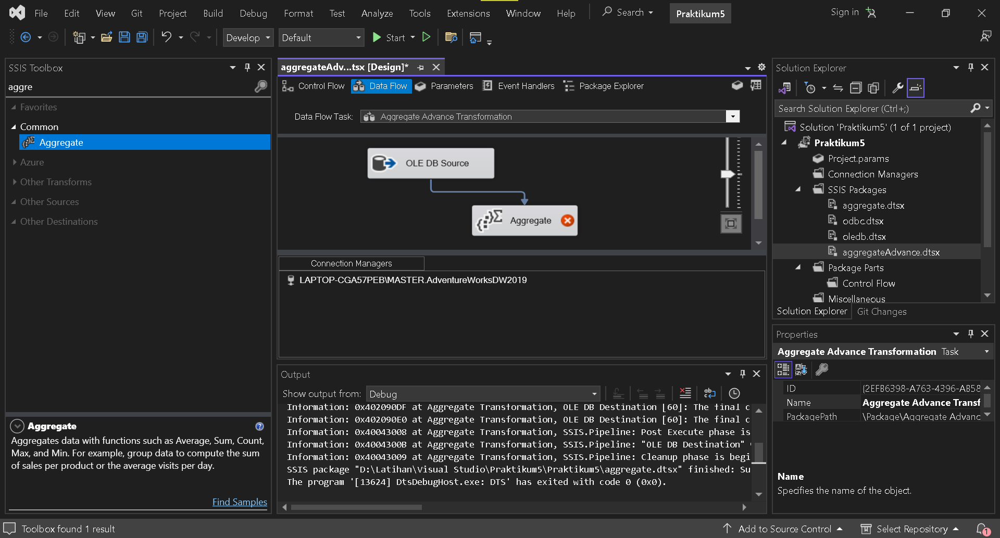 File Edit View Git Project Build Debug Format Test Analyze Tools Extensions Window Help Search Praktikum5 Sign in
Develop Default Start
SSIS Toolbox
aggre
Favorites
Common
Aggregate
Azure
Other Transforms
Other Sources
Other Destinations
Aggregate
Aggregates data with functions such as Average, Sum, Count,
Max, and Min. For example, group data to compute the sum
of sales per product or the average visits per day.
Find Samples
aggregateAdv...tsx [Design]*
Control Flow Data Flow Parameters Event Handlers Package Explorer
Data Flow Task: Aggregate Advance Transformation
OLE DB Source
Aggregate
Connection Managers
LAPTOP-CGA57PEB\MASTER.AdventureWorksDW2019
Output
Show output from: Debug
Information: 0x402090DF at Aggregate Transformation, OLE DB Destination [60]: The final c
Information: 0x402090E0 at Aggregate Transformation, OLE DB Destination [60]: The final c
Information: 0x40043008 at Aggregate Transformation, SSIS.Pipeline: Post Execute phase is
Information: 0x4004300B at Aggregate Transformation, SSIS.Pipeline: "OLE DB Destination"
Information: 0x40043009 at Aggregate Transformation, SSIS.Pipeline: Cleanup phase is begi
SSIS package "D:\Latihan\Visual Studio\Praktikum5\Praktikum5\aggregate.dtsx" finished: Su
The program '[13624] DtsDebugHost.exe: DTS' has exited with code 0 (0x0).
Solution Explorer
Search Solution Explorer (Ctrl+;)
Solution 'Praktikum5' (1 of 1 project)
Praktikum5
Project.params
Connection Managers
SSIS Packages
aggregate.dtsx
odbc.dtsx
oledb.dtsx
aggregateAdvance.dtsx
Package Parts
Control Flow
Miscellaneous
Solution Explorer Git Changes
Properties
Aggregate Advance Transformation Task
ID {2EFB6398-A763-4396-AB58
Name Aggregate Advance Transf
PackagePath \Package\Aggregate Advanc
Name
Specifies the name of the object.
Toolbox found 1 result
Add to Source Control Select Repository 1